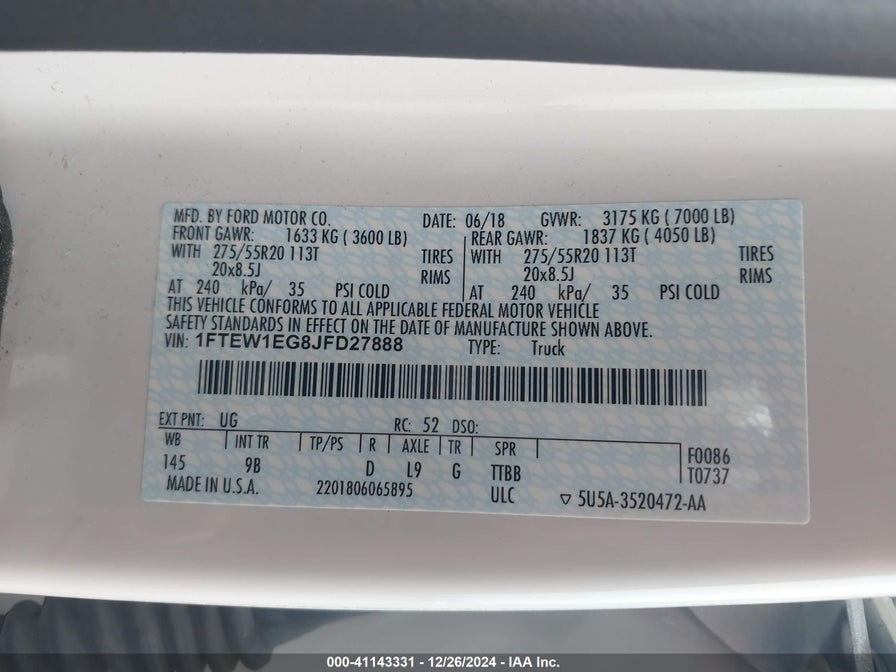 MFD. BY FORD MOTOR CO. DATE: 06/18 GVWR: 3175 KG ( 7000 LB)
FRONT GAWR: 1633 KG ( 3600 LB) REAR GAWR: 1837 KG ( 4050 LB)
WITH 275/55R20 113T TIRES WITH 275/55R20 113T TIRES
20x8.5J RIMS 20x8.5J RIMS
AT 240 kPa/ 35 PSI COLD AT 240 kPa/ 35 PSI COLD
THIS VEHICLE CONFORMS TO ALL APPLICABLE FEDERAL MOTOR VEHICLE
SAFETY STANDARDS IN EFFECT ON THE DATE OF MANUFACTURE SHOWN ABOVE.
VIN: 1FTEW1EG8JFD27888 TYPE: Truck
EXT PNT: UG RC: 52 DSO:
WB INT TR TP/PS R AXLE TR SPR F0086
145 9B D L9 G TTBB T0737
MADE IN U.S.A. 2201806065895 ULC ▽ 5U5A-3520472-AA
000-41143331 - 12/26/2024 - IAA Inc.